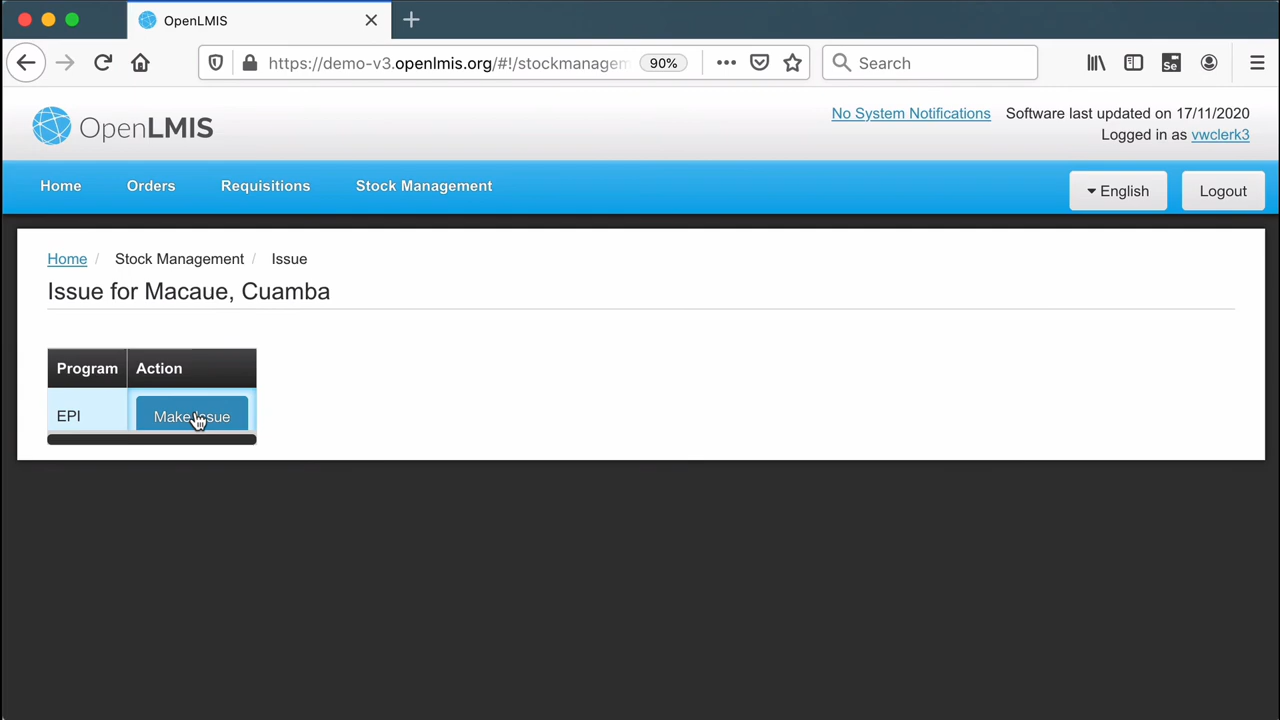 OpenLMIS
https://demo-v3.openlmis.org/#!/stockmanagem
90%
Search
OpenLMIS
No System Notifications
Software last updated on 17/11/2020
Logged in as vwclerk3
Home
Orders
Requisitions
Stock Management
English
Logout
Home / Stock Management / Issue
Issue for Macaue, Cuamba
Program
Action
EPI
Make Issue